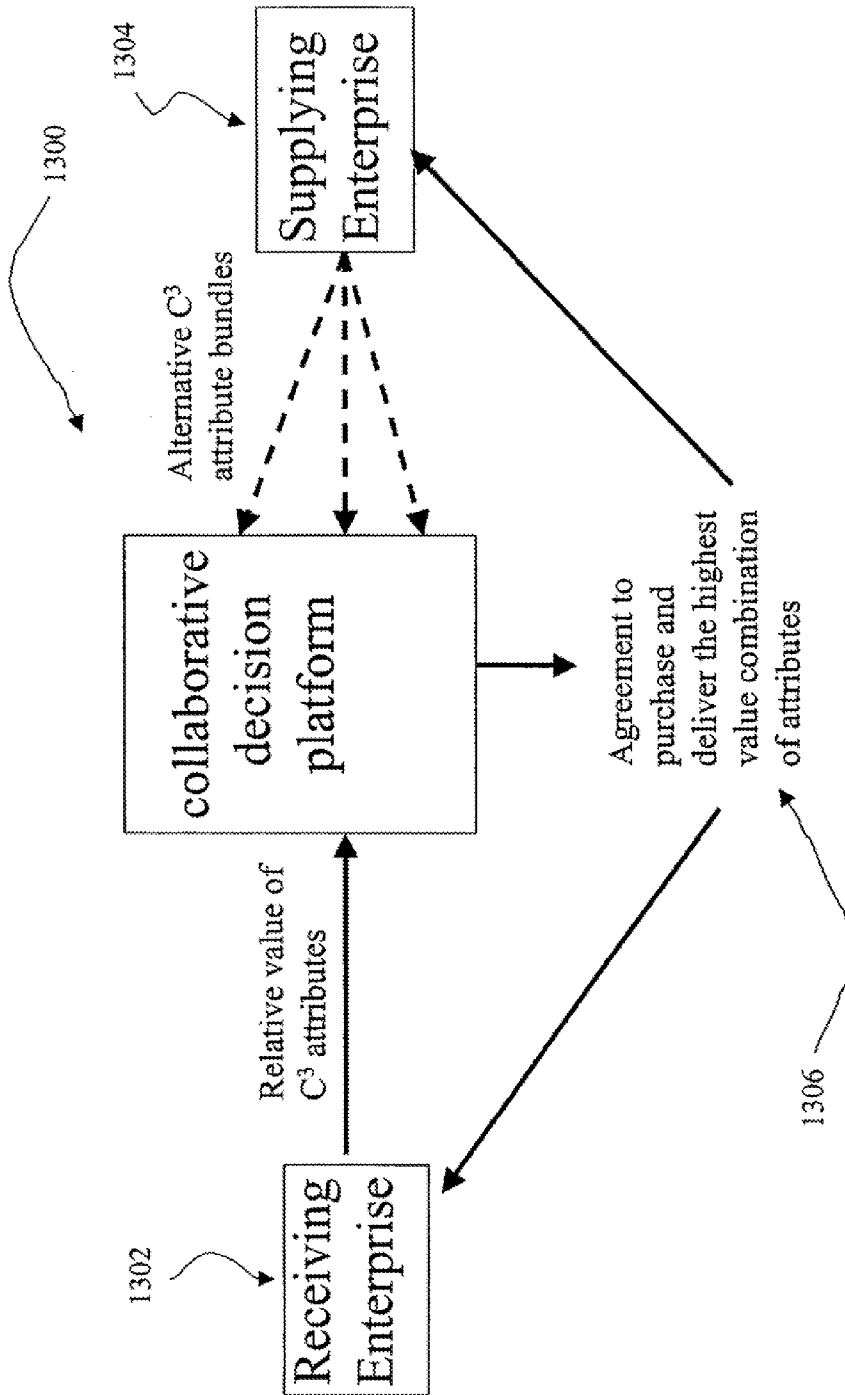 1300
1302
Receiving
Enterprise
Relative value of
C³ attributes
collaborative
decision
platform
Alternative C³
attribute bundles
1304
Supplying
Enterprise
Agreement to
purchase and
deliver the highest
value combination
of attributes
1306